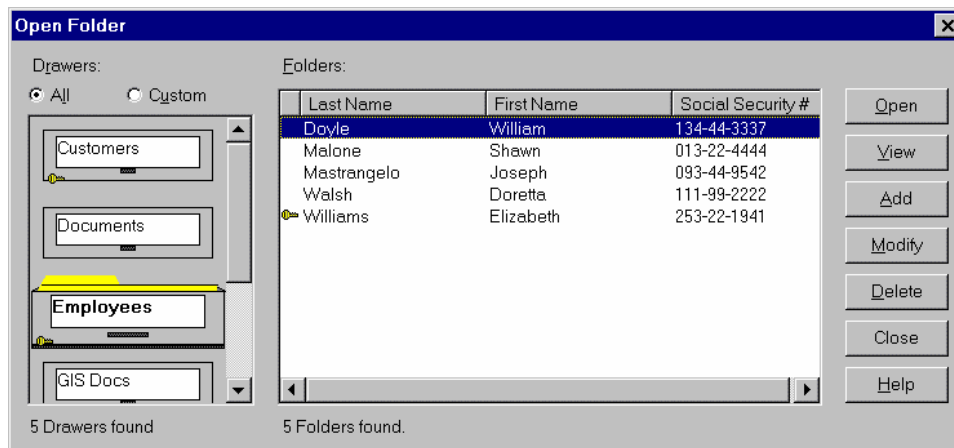 Open Folder
Drawers:
All Custom
Customers
Documents
Employees
GIS Docs
5 Drawers found
Folders:
Last Name First Name Social Security #
Doyle William 134-44-3337
Malone Shawn 013-22-4444
Mastrangelo Joseph 093-44-9542
Walsh Doretta 111-99-2222
Williams Elizabeth 253-22-1941
5 Folders found.
Open
View
Add
Modify
Delete
Close
Help